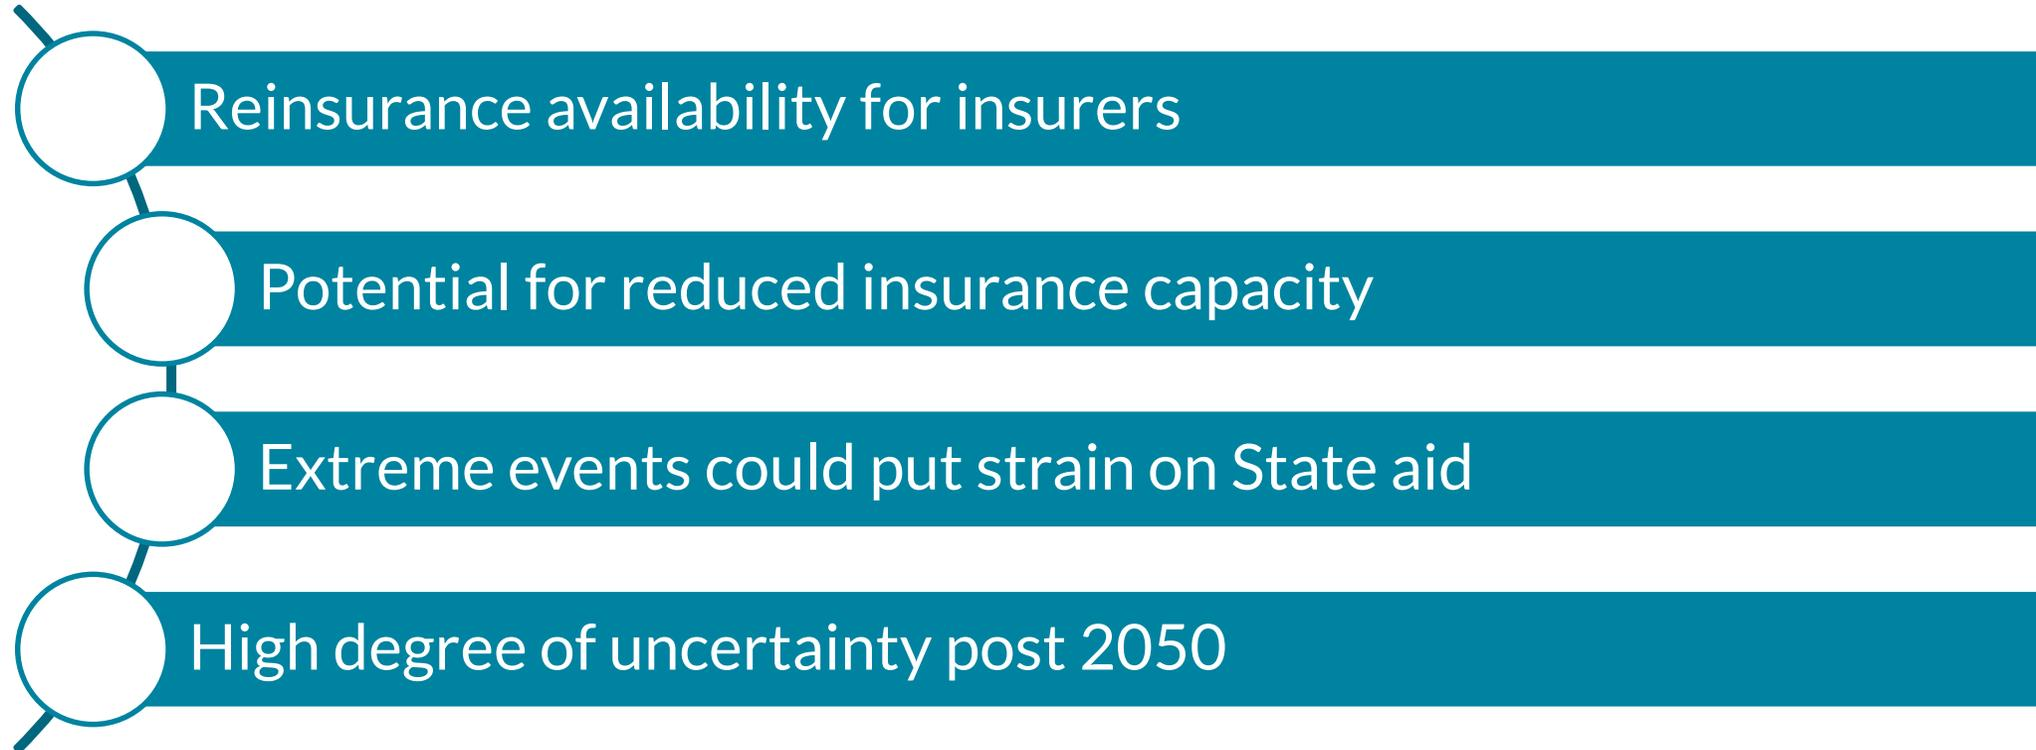 Reinsurance availability for insurers
Potential for reduced insurance capacity
Extreme events could put strain on State aid
High degree of uncertainty post 2050